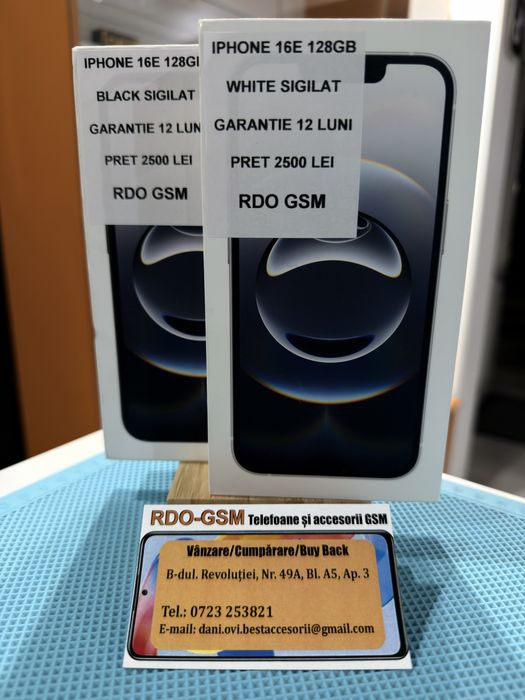 IPHONE 16E 128GB
BLACK SIGILAT
GARANTIE 12 LUNI
PRET 2500 LEI
RDO GSM
IPHONE 16E 128GB
WHITE SIGILAT
GARANTIE 12 LUNI
PRET 2500 LEI
RDO GSM
RDO-GSM Telefoane și accesorii GSM
Vânzare/Cumpărare/Buy Back
B-dul. Revoluției, Nr. 49A, Bl. A5, Ap. 3
Tel.: 0723 253821
E-mail: dani.ovi.bestaccesorii@gmail.com